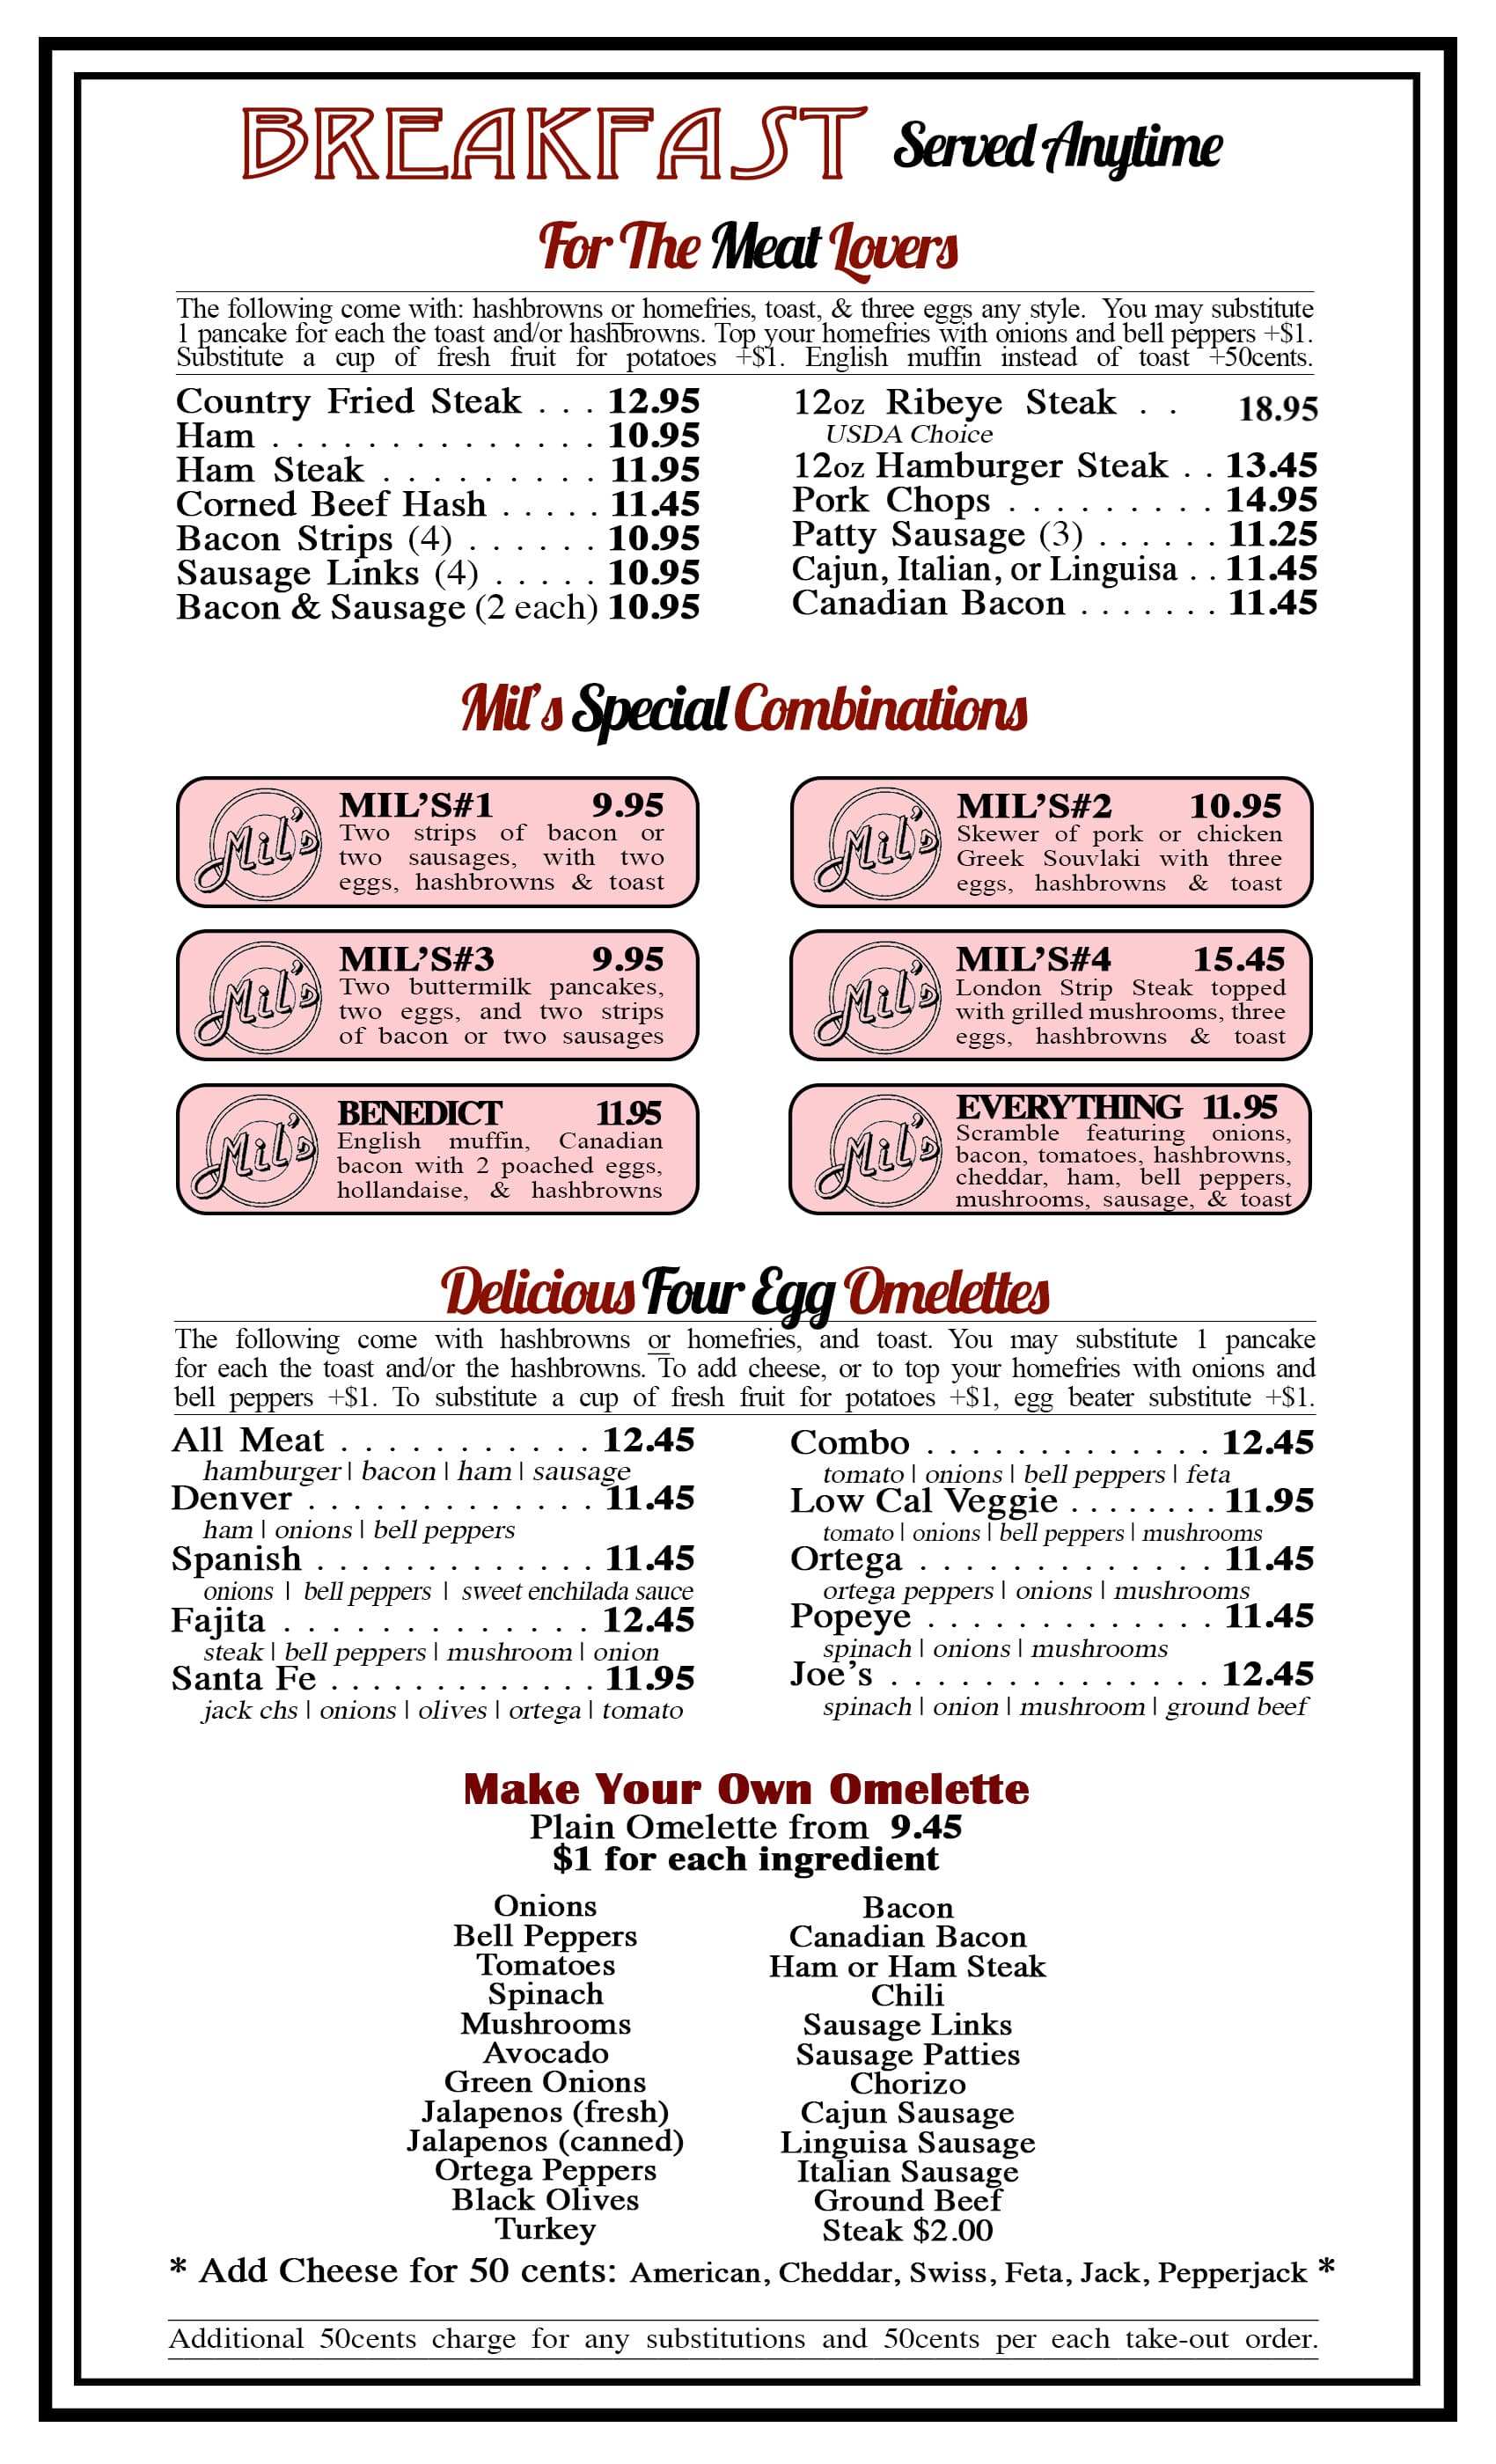 BREAKFAST Served Anytime
For The Meat Lovers
The following come with: hashbrowns or homefries, toast, & three eggs any style. You may substitute
1 pancake for each the toast and/or hashbrowns. Top your homefries with onions and bell peppers +$1.
Substitute a cup of fresh fruit for potatoes +$1. English muffin instead of toast +50cents.
Country Fried Steak . . . 12.95
Ham . . . . . . . . . . . . . . 10.95
Ham Steak . . . . . . . . . 11.95
Corned Beef Hash . . . . . 11.45
Bacon Strips (4) . . . . . . 10.95
Sausage Links (4) . . . . . 10.95
Bacon & Sausage (2 each) 10.95
12oz Ribeye Steak . . 18.95
USDA Choice
12oz Hamburger Steak . . 13.45
Pork Chops . . . . . . . . . 14.95
Patty Sausage (3) . . . . . . 11.25
Cajun, Italian, or Linguisa . . 11.45
Canadian Bacon . . . . . . . 11.45
Mil's Special Combinations
Mil's
MIL'S#1 9.95
Two strips of bacon or
two sausages, with two
eggs, hashbrowns & toast
Mil's
MIL'S#2 10.95
Skewer of pork or chicken
Greek Souvlaki with three
eggs, hashbrowns & toast
Mil's
MIL'S#3 9.95
Two buttermilk pancakes,
two eggs, and two strips
of bacon or two sausages
Mil's
MIL'S#4 15.45
London Strip Steak topped
with grilled mushrooms, three
eggs, hashbrowns & toast
Mil's
BENEDICT 11.95
English muffin, Canadian
bacon with 2 poached eggs,
hollandaise, & hashbrowns
Mil's
EVERYTHING 11.95
Scramble featuring onions,
bacon, tomatoes, hashbrowns,
cheddar, ham, bell peppers,
mushrooms, sausage, & toast
Delicious Four Egg Omelettes
The following come with hashbrowns or homefries, and toast. You may substitute 1 pancake
for each the toast and/or the hashbrowns. To add cheese, or to top your homefries with onions and
bell peppers +$1. To substitute a cup of fresh fruit for potatoes +$1, egg beater substitute +$1.
All Meat . . . . . . . . . . . 12.45
hamburger | bacon | ham | sausage
Denver . . . . . . . . . . . . . 11.45
ham | onions | bell peppers
Spanish . . . . . . . . . . . . . 11.45
onions | bell peppers | sweet enchilada sauce
Fajita . . . . . . . . . . . . . . 12.45
steak | bell peppers | mushroom | onion
Santa Fe . . . . . . . . . . . . 11.95
jack chs | onions | olives | ortega | tomato
Combo . . . . . . . . . . . . . 12.45
tomato | onions | bell peppers | feta
Low Cal Veggie . . . . . . . . 11.95
tomato | onions | bell peppers | mushrooms
Ortega . . . . . . . . . . . . . 11.45
ortega peppers | onions | mushrooms
Popeye . . . . . . . . . . . . . 11.45
spinach | onions | mushrooms
Joe's . . . . . . . . . . . . . . 12.45
spinach | onion | mushroom | ground beef
Make Your Own Omelette
Plain Omelette from 9.45
$1 for each ingredient
Onions
Bell Peppers
Tomatoes
Spinach
Mushrooms
Avocado
Green Onions
Jalapenos (fresh)
Jalapenos (canned)
Ortega Peppers
Black Olives
Turkey
Bacon
Canadian Bacon
Ham or Ham Steak
Chili
Sausage Links
Sausage Patties
Chorizo
Cajun Sausage
Linguisa Sausage
Italian Sausage
Ground Beef
Steak $2.00
* Add Cheese for 50 cents: American, Cheddar, Swiss, Feta, Jack, Pepperjack *
Additional 50cents charge for any substitutions and 50cents per each take-out order.